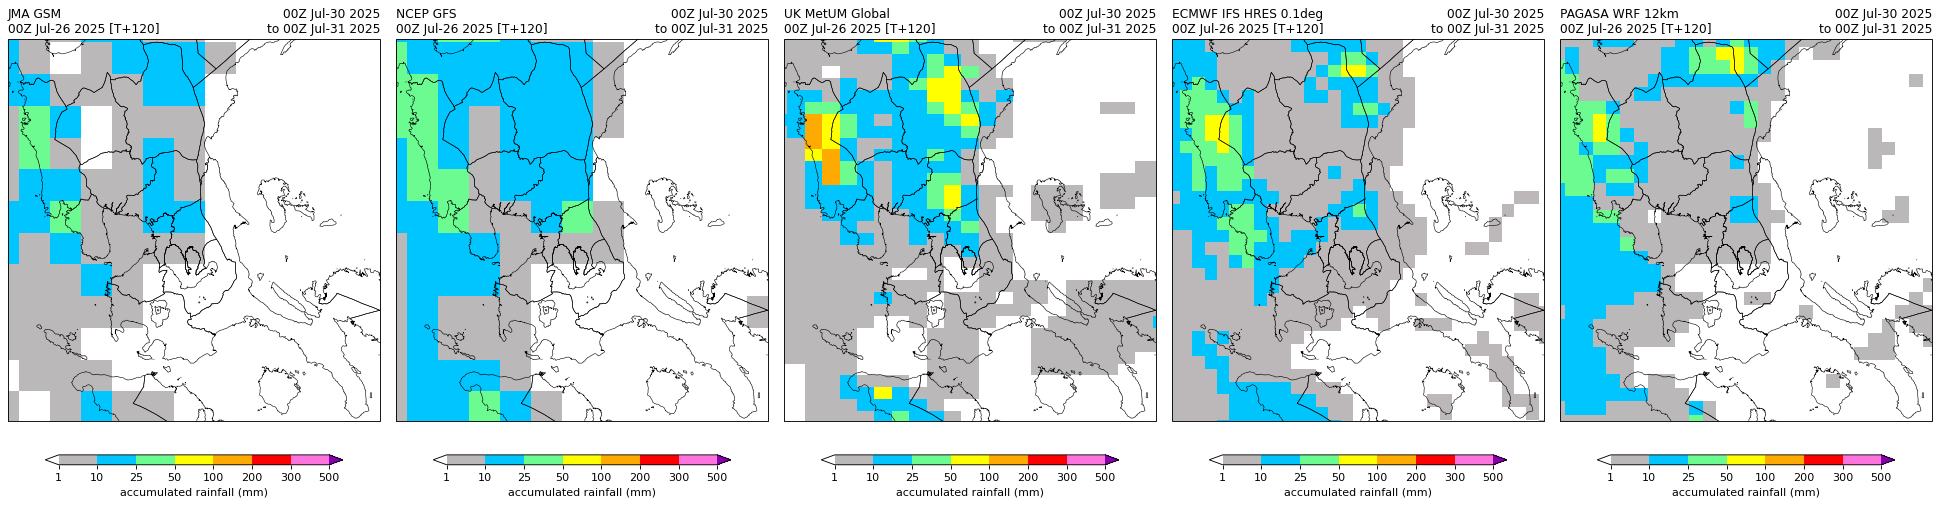 JMA GSM 00Z Jul-30 2025
00Z Jul-26 2025 [T+120] to 00Z Jul-31 2025
1 10 25 50 100 200 300 500
accumulated rainfall (mm)
NCEP GFS 00Z Jul-30 2025
00Z Jul-26 2025 [T+120] to 00Z Jul-31 2025
1 10 25 50 100 200 300 500
accumulated rainfall (mm)
UK MetUM Global 00Z Jul-30 2025
00Z Jul-26 2025 [T+120] to 00Z Jul-31 2025
1 10 25 50 100 200 300 500
accumulated rainfall (mm)
ECMWF IFS HRES 0.1deg 00Z Jul-30 2025
00Z Jul-26 2025 [T+120] to 00Z Jul-31 2025
1 10 25 50 100 200 300 500
accumulated rainfall (mm)
PAGASA WRF 12km 00Z Jul-30 2025
00Z Jul-26 2025 [T+120] to 00Z Jul-31 2025
1 10 25 50 100 200 300 500
accumulated rainfall (mm)